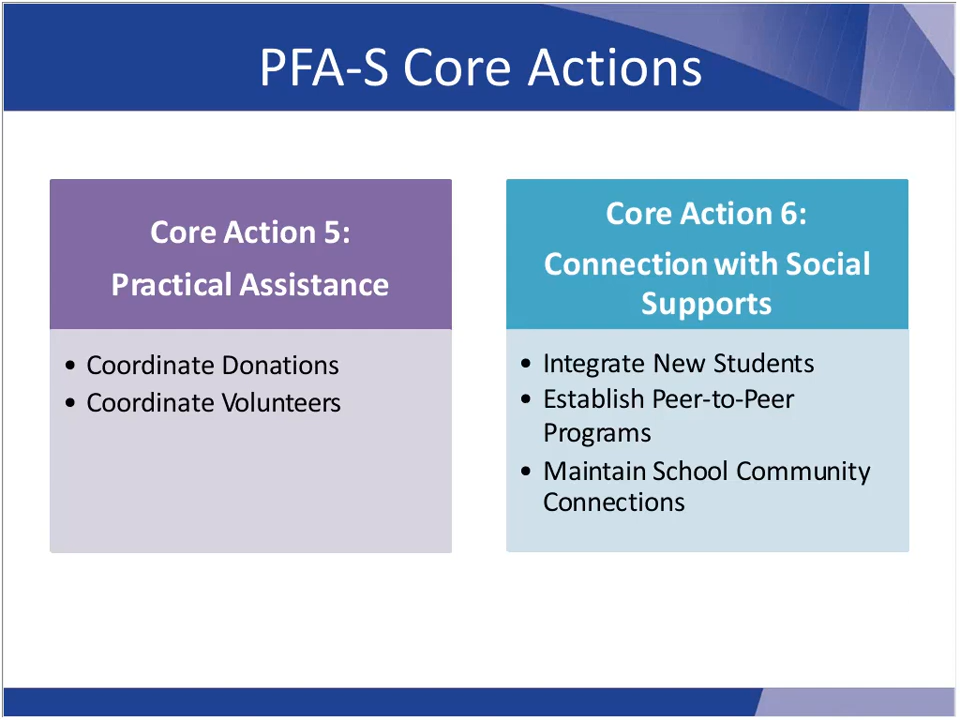 PFA-S Core Actions
Core Action 5:
Practical Assistance
• Coordinate Donations
• Coordinate Volunteers
Core Action 6:
Connection with Social
Supports
• Integrate New Students
• Establish Peer-to-Peer
Programs
• Maintain School Community
Connections